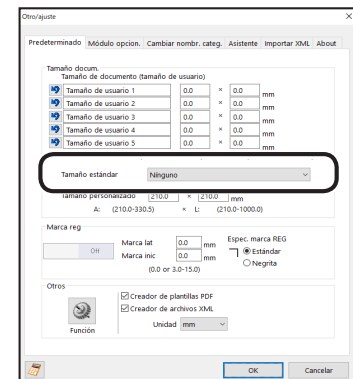 Otro/ajuste
Predeterminado Módulo opcion. Cambiar nombr. categ. Asistente Importar XML About
Tamaño docum.
Tamaño de documento (tamaño de usuario)
Tamaño de usuario 1 0.0 × 0.0 mm
Tamaño de usuario 2 0.0 × 0.0 mm
Tamaño de usuario 3 0.0 × 0.0 mm
Tamaño de usuario 4 0.0 × 0.0 mm
Tamaño de usuario 5 0.0 × 0.0 mm
Tamaño estándar Ninguno
Tamaño personalizado 210.0 × 210.0 mm
A: (210.0-330.5) × L: (210.0-1000.0)
Marca reg
Off
Marca lat 0.0 mm
Marca inic 0.0 mm
(0.0 or 3.0-15.0)
Espec. marca REG
Estándar
Negrita
Otros
Función
Creador de plantillas PDF
Creador de archivos XML
Unidad mm
OK Cancelar